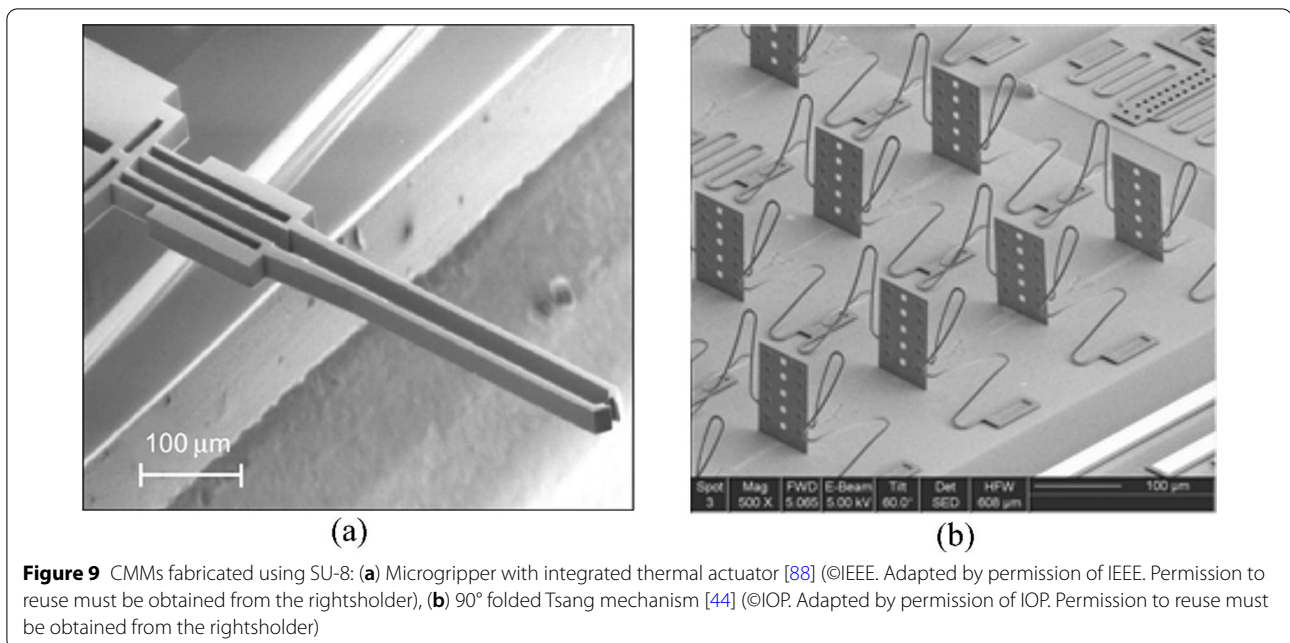 100 µm
Spot Mag FWD E-Beam Tilt Det HFW 100 µm
3 500 X 5.065 5.00 kV 60.0° SED 608 µm
(a)
(b)
Figure 9 CMMs fabricated using SU-8: (a) Microgripper with integrated thermal actuator [88] (©IEEE. Adapted by permission of IEEE. Permission to
reuse must be obtained from the rightsholder), (b) 90° folded Tsang mechanism [44] (©IOP. Adapted by permission of IOP. Permission to reuse must
be obtained from the rightsholder)